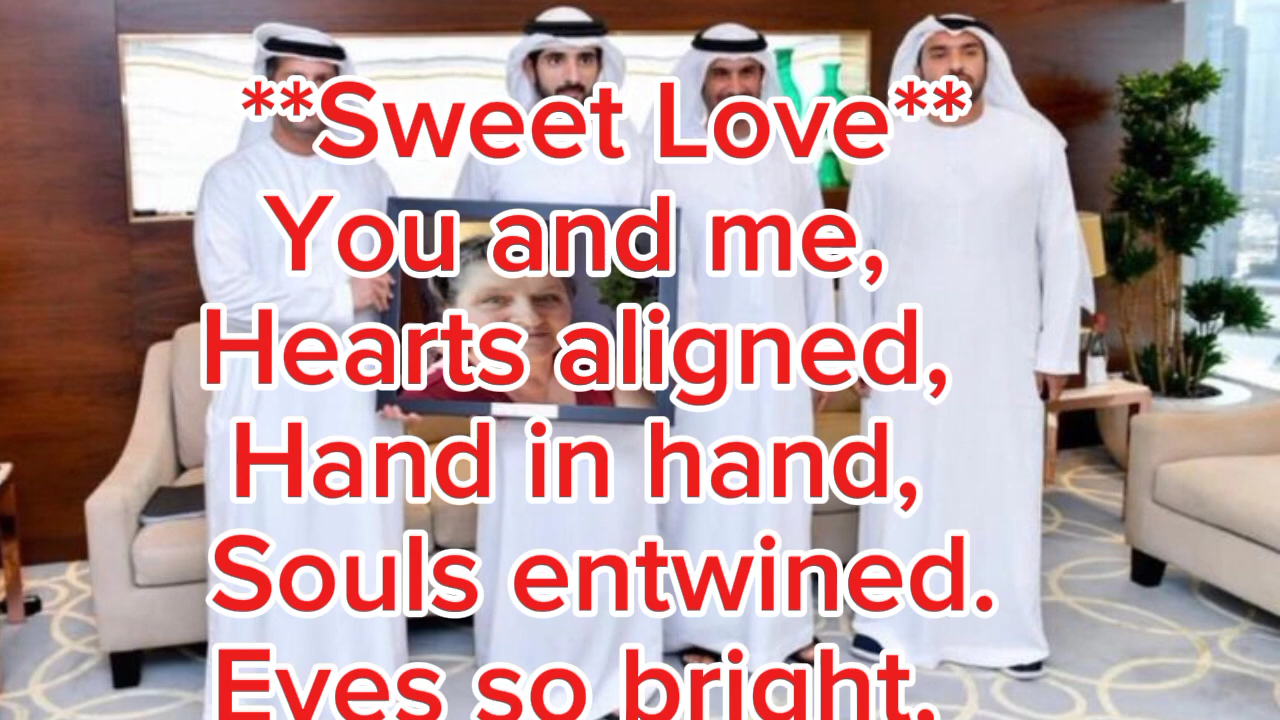 **Sweet Love**
You and me,
Hearts aligned,
Hand in hand,
Souls entwined.
Eyes so bright,